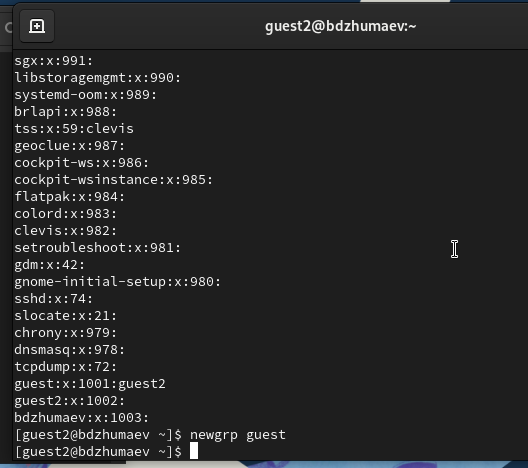 guest2@bdzhumaev:~
sgx:x:991:
libstoragemgmt:x:990:
systemd-oom:x:989:
brlapi:x:988:
tss:x:59:clevis
geoclue:x:987:
cockpit-ws:x:986:
cockpit-wsinstance:x:985:
flatpak:x:984:
colord:x:983:
clevis:x:982:
setroubleshoot:x:981:
gdm:x:42:
gnome-initial-setup:x:980:
sshd:x:74:
slocate:x:21:
chrony:x:979:
dnsmasq:x:978:
tcpdump:x:72:
guest:x:1001:guest2
guest2:x:1002:
bdzhumaev:x:1003:
[guest2@bdzhumaev ~]$ newgrp guest
[guest2@bdzhumaev ~]$